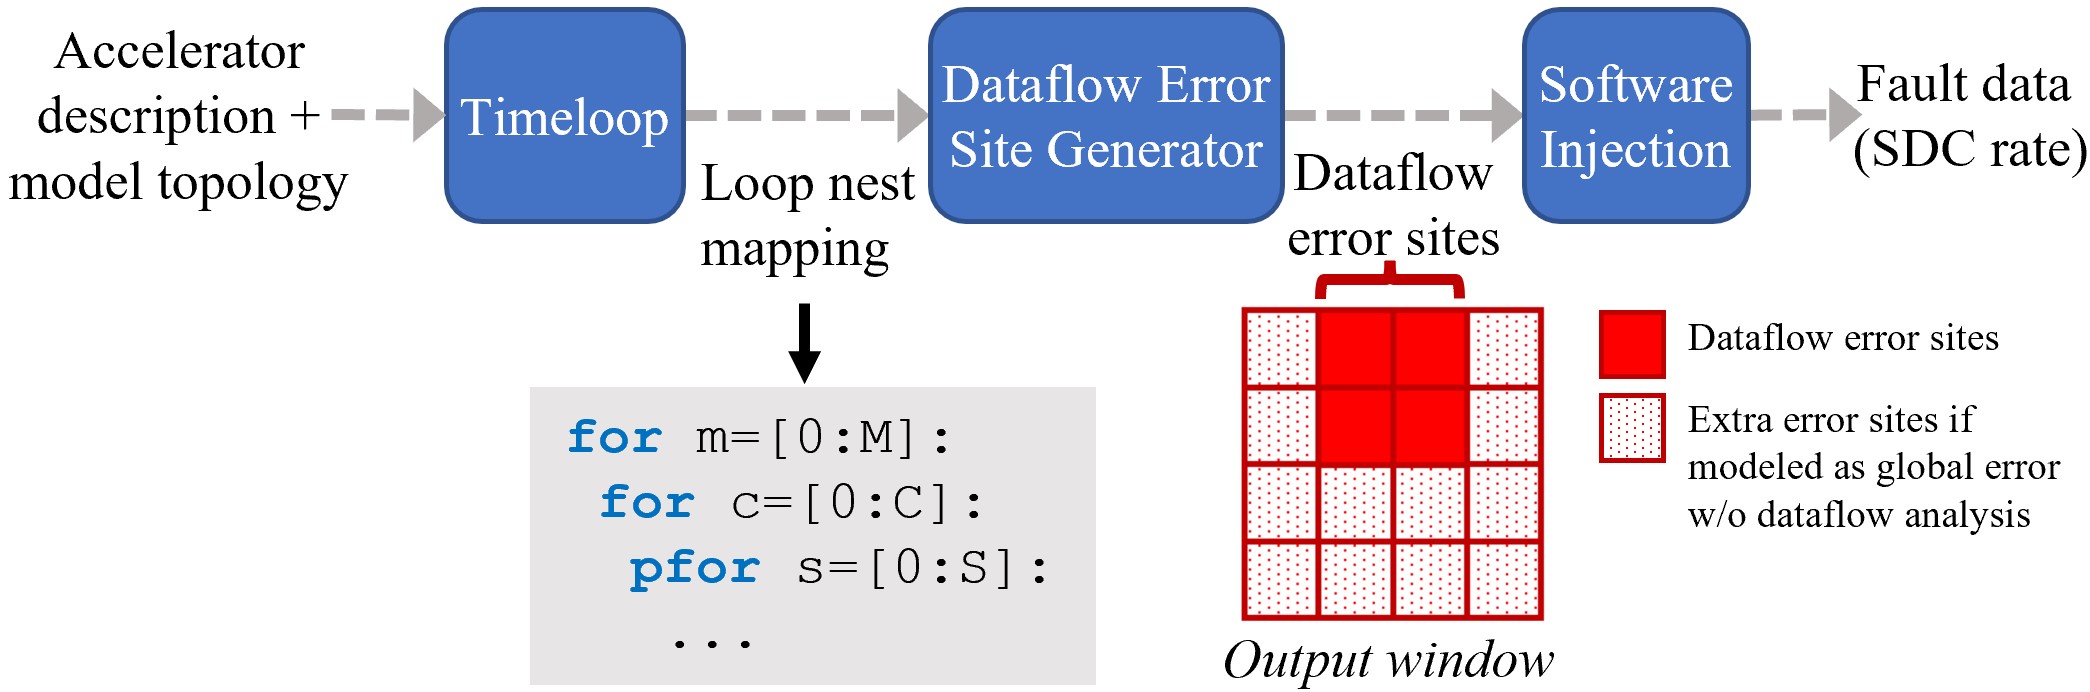 Accelerator
description +
model topology
Timeloop
Loop nest
mapping
Dataflow Error
Site Generator
Dataflow
error sites
Software
Injection
Fault data
(SDC rate)
for m=[0:M]:
for c=[0:C]:
pfor s=[0:S]:
...
Output window
Dataflow error sites
Extra error sites if
modeled as global error
w/o dataflow analysis